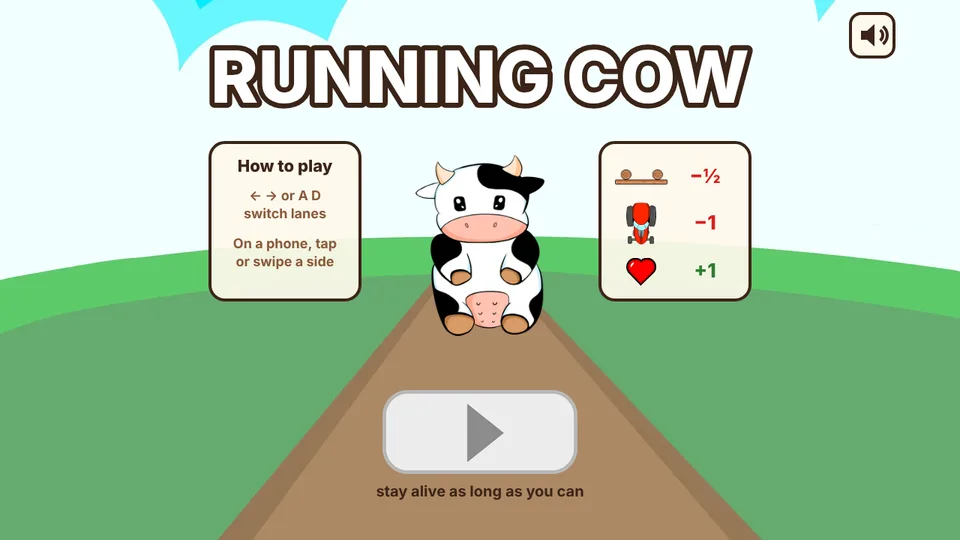 RUNNING COW
How to play
← → or A D
switch lanes
On a phone, tap
or swipe a side
−½
−1
+1
stay alive as long as you can